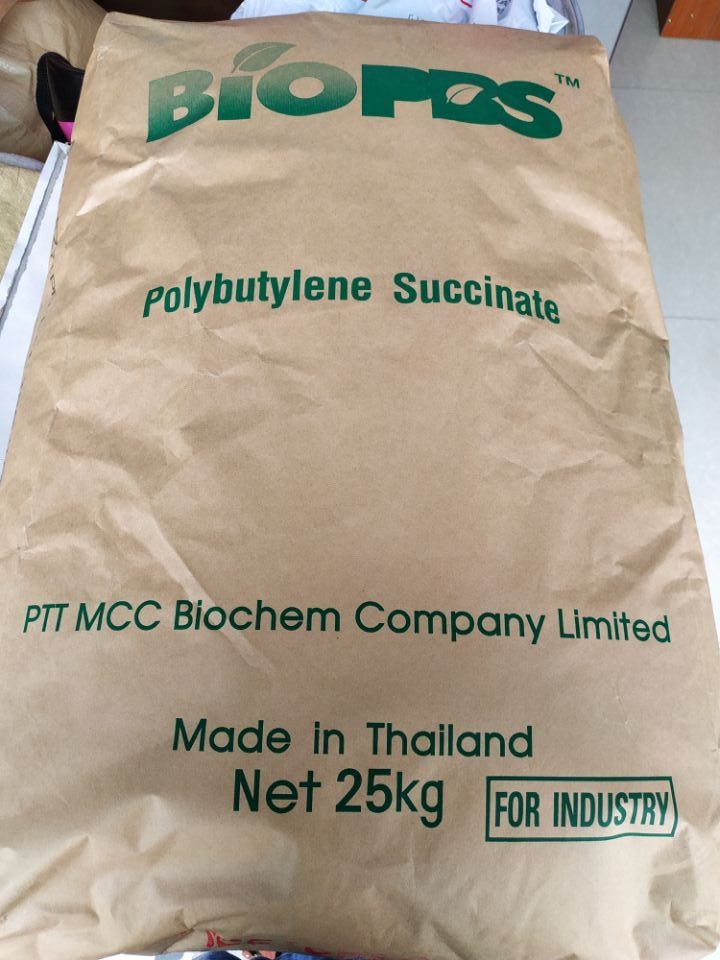 BIOPBS™
Polybutylene Succinate
PTT MCC Biochem Company Limited
Made in Thailand
Net 25kg
FOR INDUSTRY